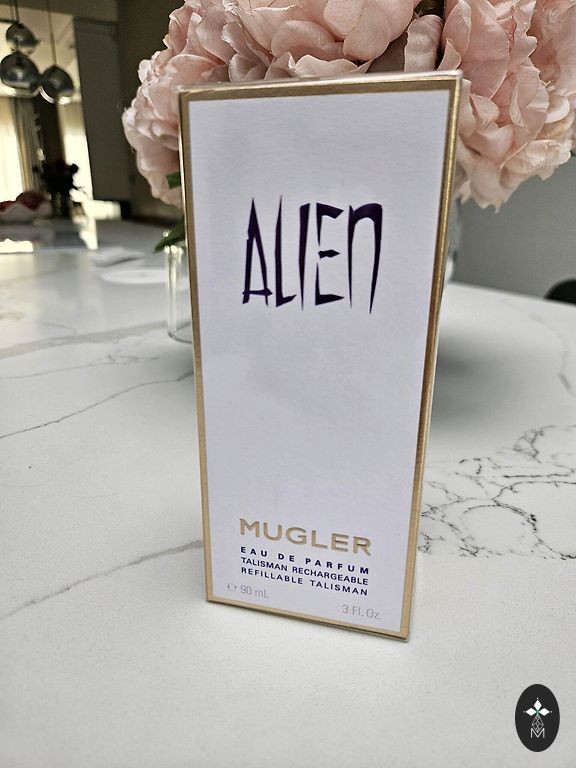 ALIEN
MUGLER
EAU DE PARFUM
TALISMAN RECHARGEABLE
REFILLABLE TALISMAN
℮ 90 mL
3 Fl. Oz.
M